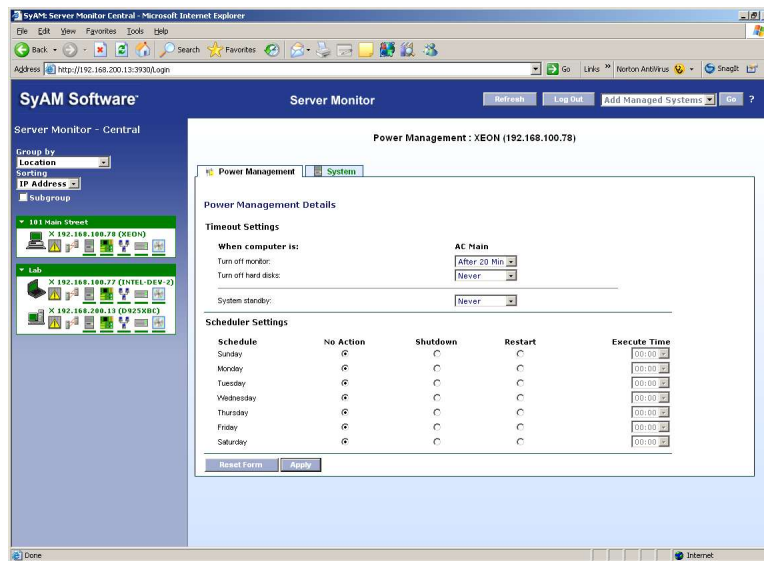 SyAM: Server Monitor Central - Microsoft Internet Explorer
File Edit View Favorites Tools Help
Back Search Favorites
Address http://192.168.200.13:3930/Login Go Links » Norton AntiVirus SnagIt
SyAM Software Server Monitor Refresh Log Out Add Managed Systems Go ?
Server Monitor - Central
Group by
Location
Sorting
IP Address
Subgroup
101 Main Street
X 192.168.100.78 (XEON)
Lab
X 192.168.100.77 (INTEL-DEV-2)
X 192.168.200.13 (D925XBC)
Power Management : XEON (192.168.100.78)
Power Management System
Power Management Details
Timeout Settings
When computer is: AC Main
Turn off monitor: After 20 Min
Turn off hard disks: Never
System standby: Never
Scheduler Settings
Schedule No Action Shutdown Restart Execute Time
Sunday 00:00
Monday 00:00
Tuesday 00:00
Wednesday 00:00
Thursday 00:00
Friday 00:00
Saturday 00:00
Reset Form Apply
Done Internet